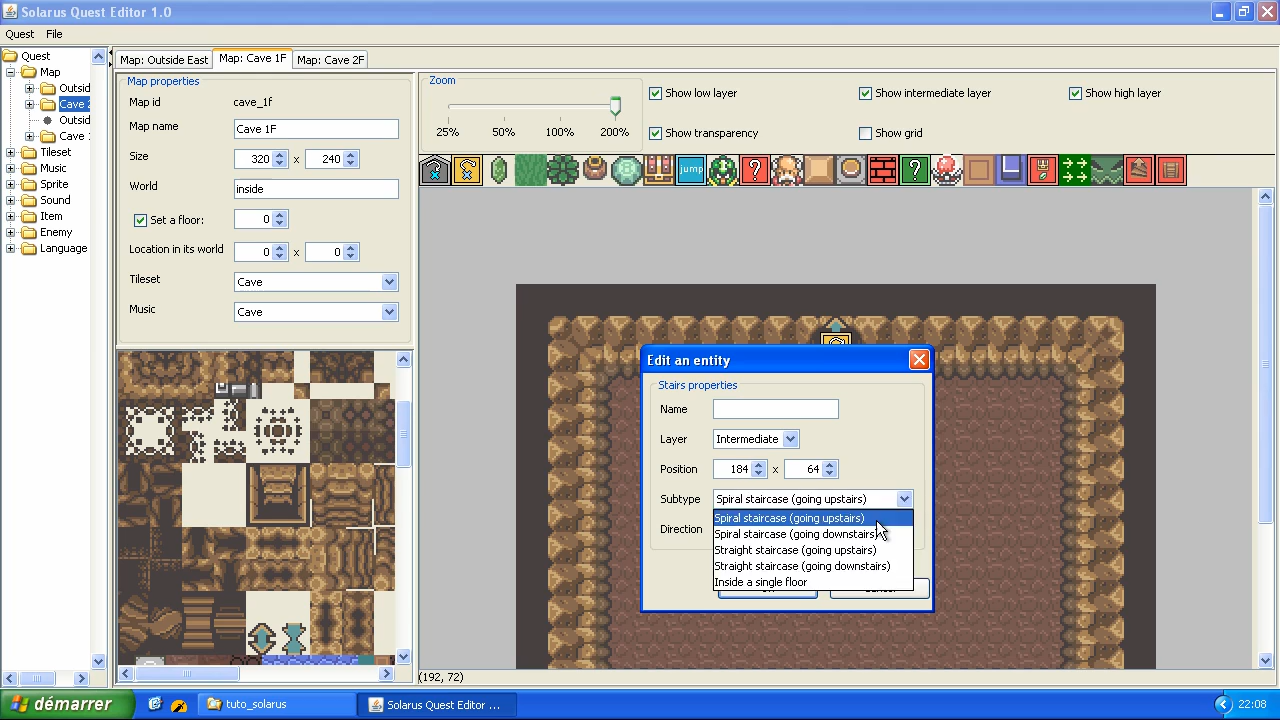 Solarus Quest Editor 1.0
Quest File
Quest
Map
Outsid
Cave 2
Outsid
Cave 1
Tileset
Music
Sprite
Sound
Item
Enemy
Language
Map: Outside East
Map: Cave 1F
Map: Cave 2F
Map properties
Map id cave_1f
Map name Cave 1F
Size 320 x 240
World inside
Set a floor: 0
Location in its world 0 x 0
Tileset Cave
Music Cave
Zoom
25% 50% 100% 200%
Show low layer
Show intermediate layer
Show high layer
Show transparency
Show grid
jump
? ?
Edit an entity
Stairs properties
Name
Layer Intermediate
Position 184 x 64
Subtype Spiral staircase (going upstairs)
Direction
Spiral staircase (going upstairs)
Spiral staircase (going downstairs)
Straight staircase (going upstairs)
Straight staircase (going downstairs)
Inside a single floor
(192, 72)
démarrer
tuto_solarus
Solarus Quest Editor ...
22:08